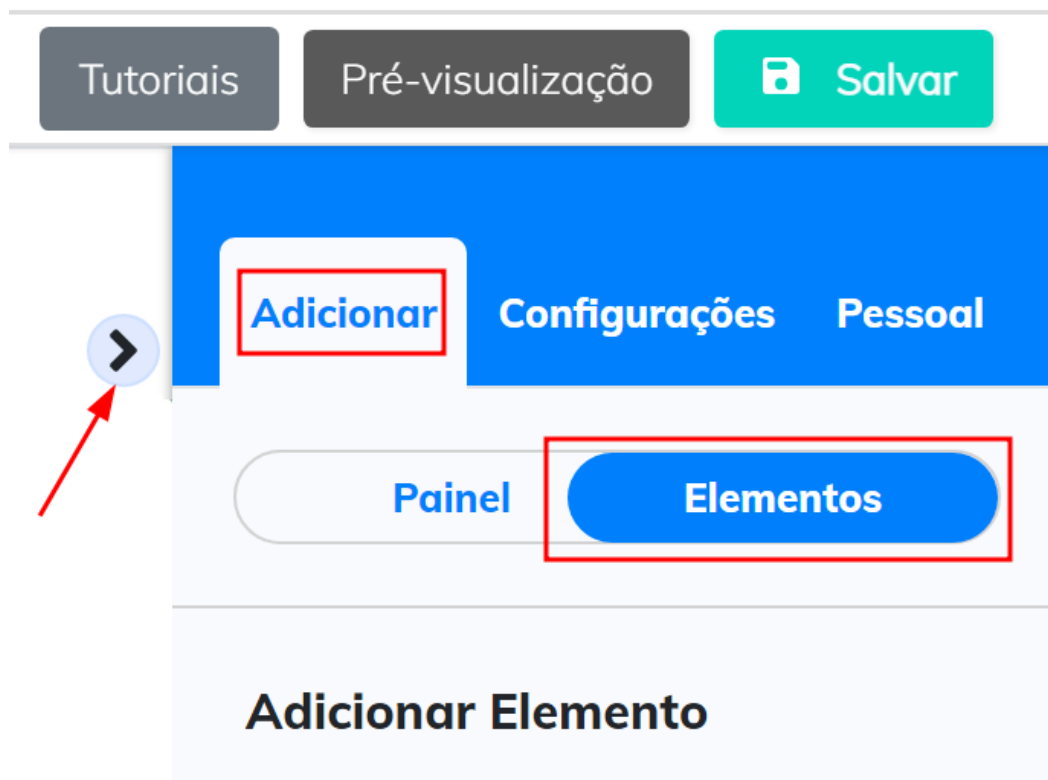 Tutoriais Pré-visualização Salvar
Adicionar Configurações Pessoal
Painel Elementos
Adicionar Elemento